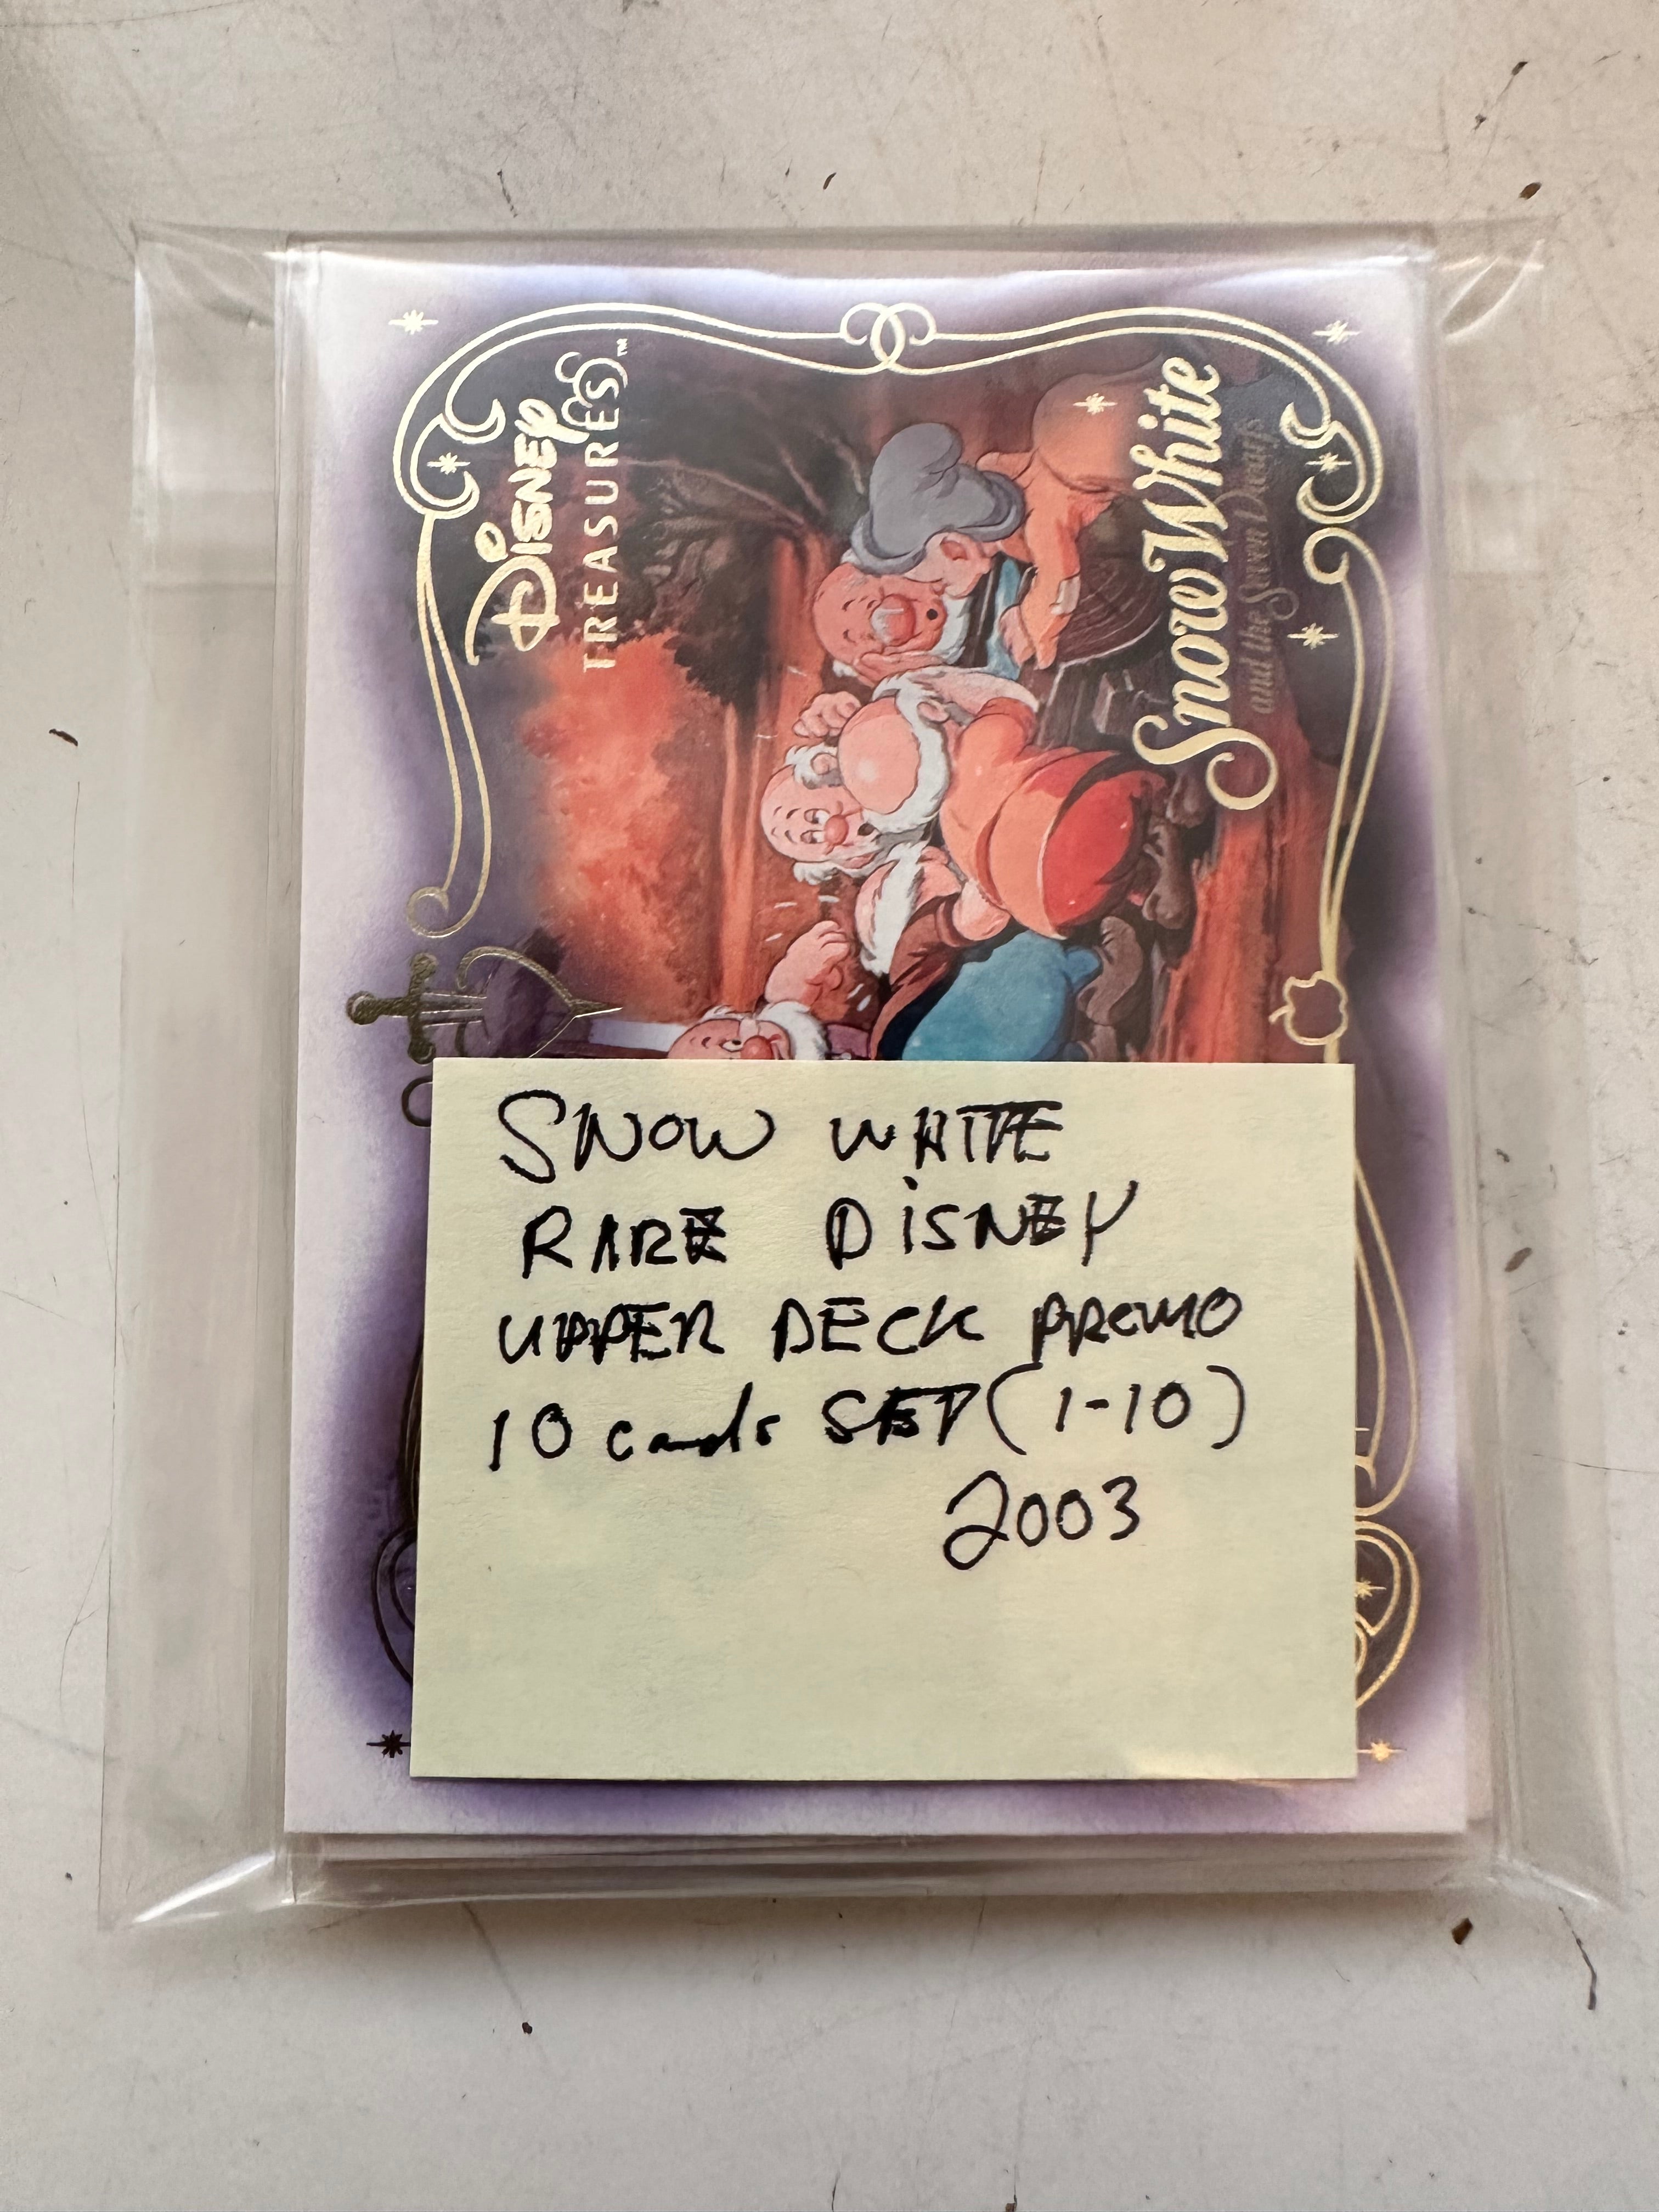 DISNEY
TREASURES™
Snow White
and the Seven Dwarfs
SNOW WHITE
RARE DISNEY
UPPER DECK PROMO
10 cards SET (1-10)
2003